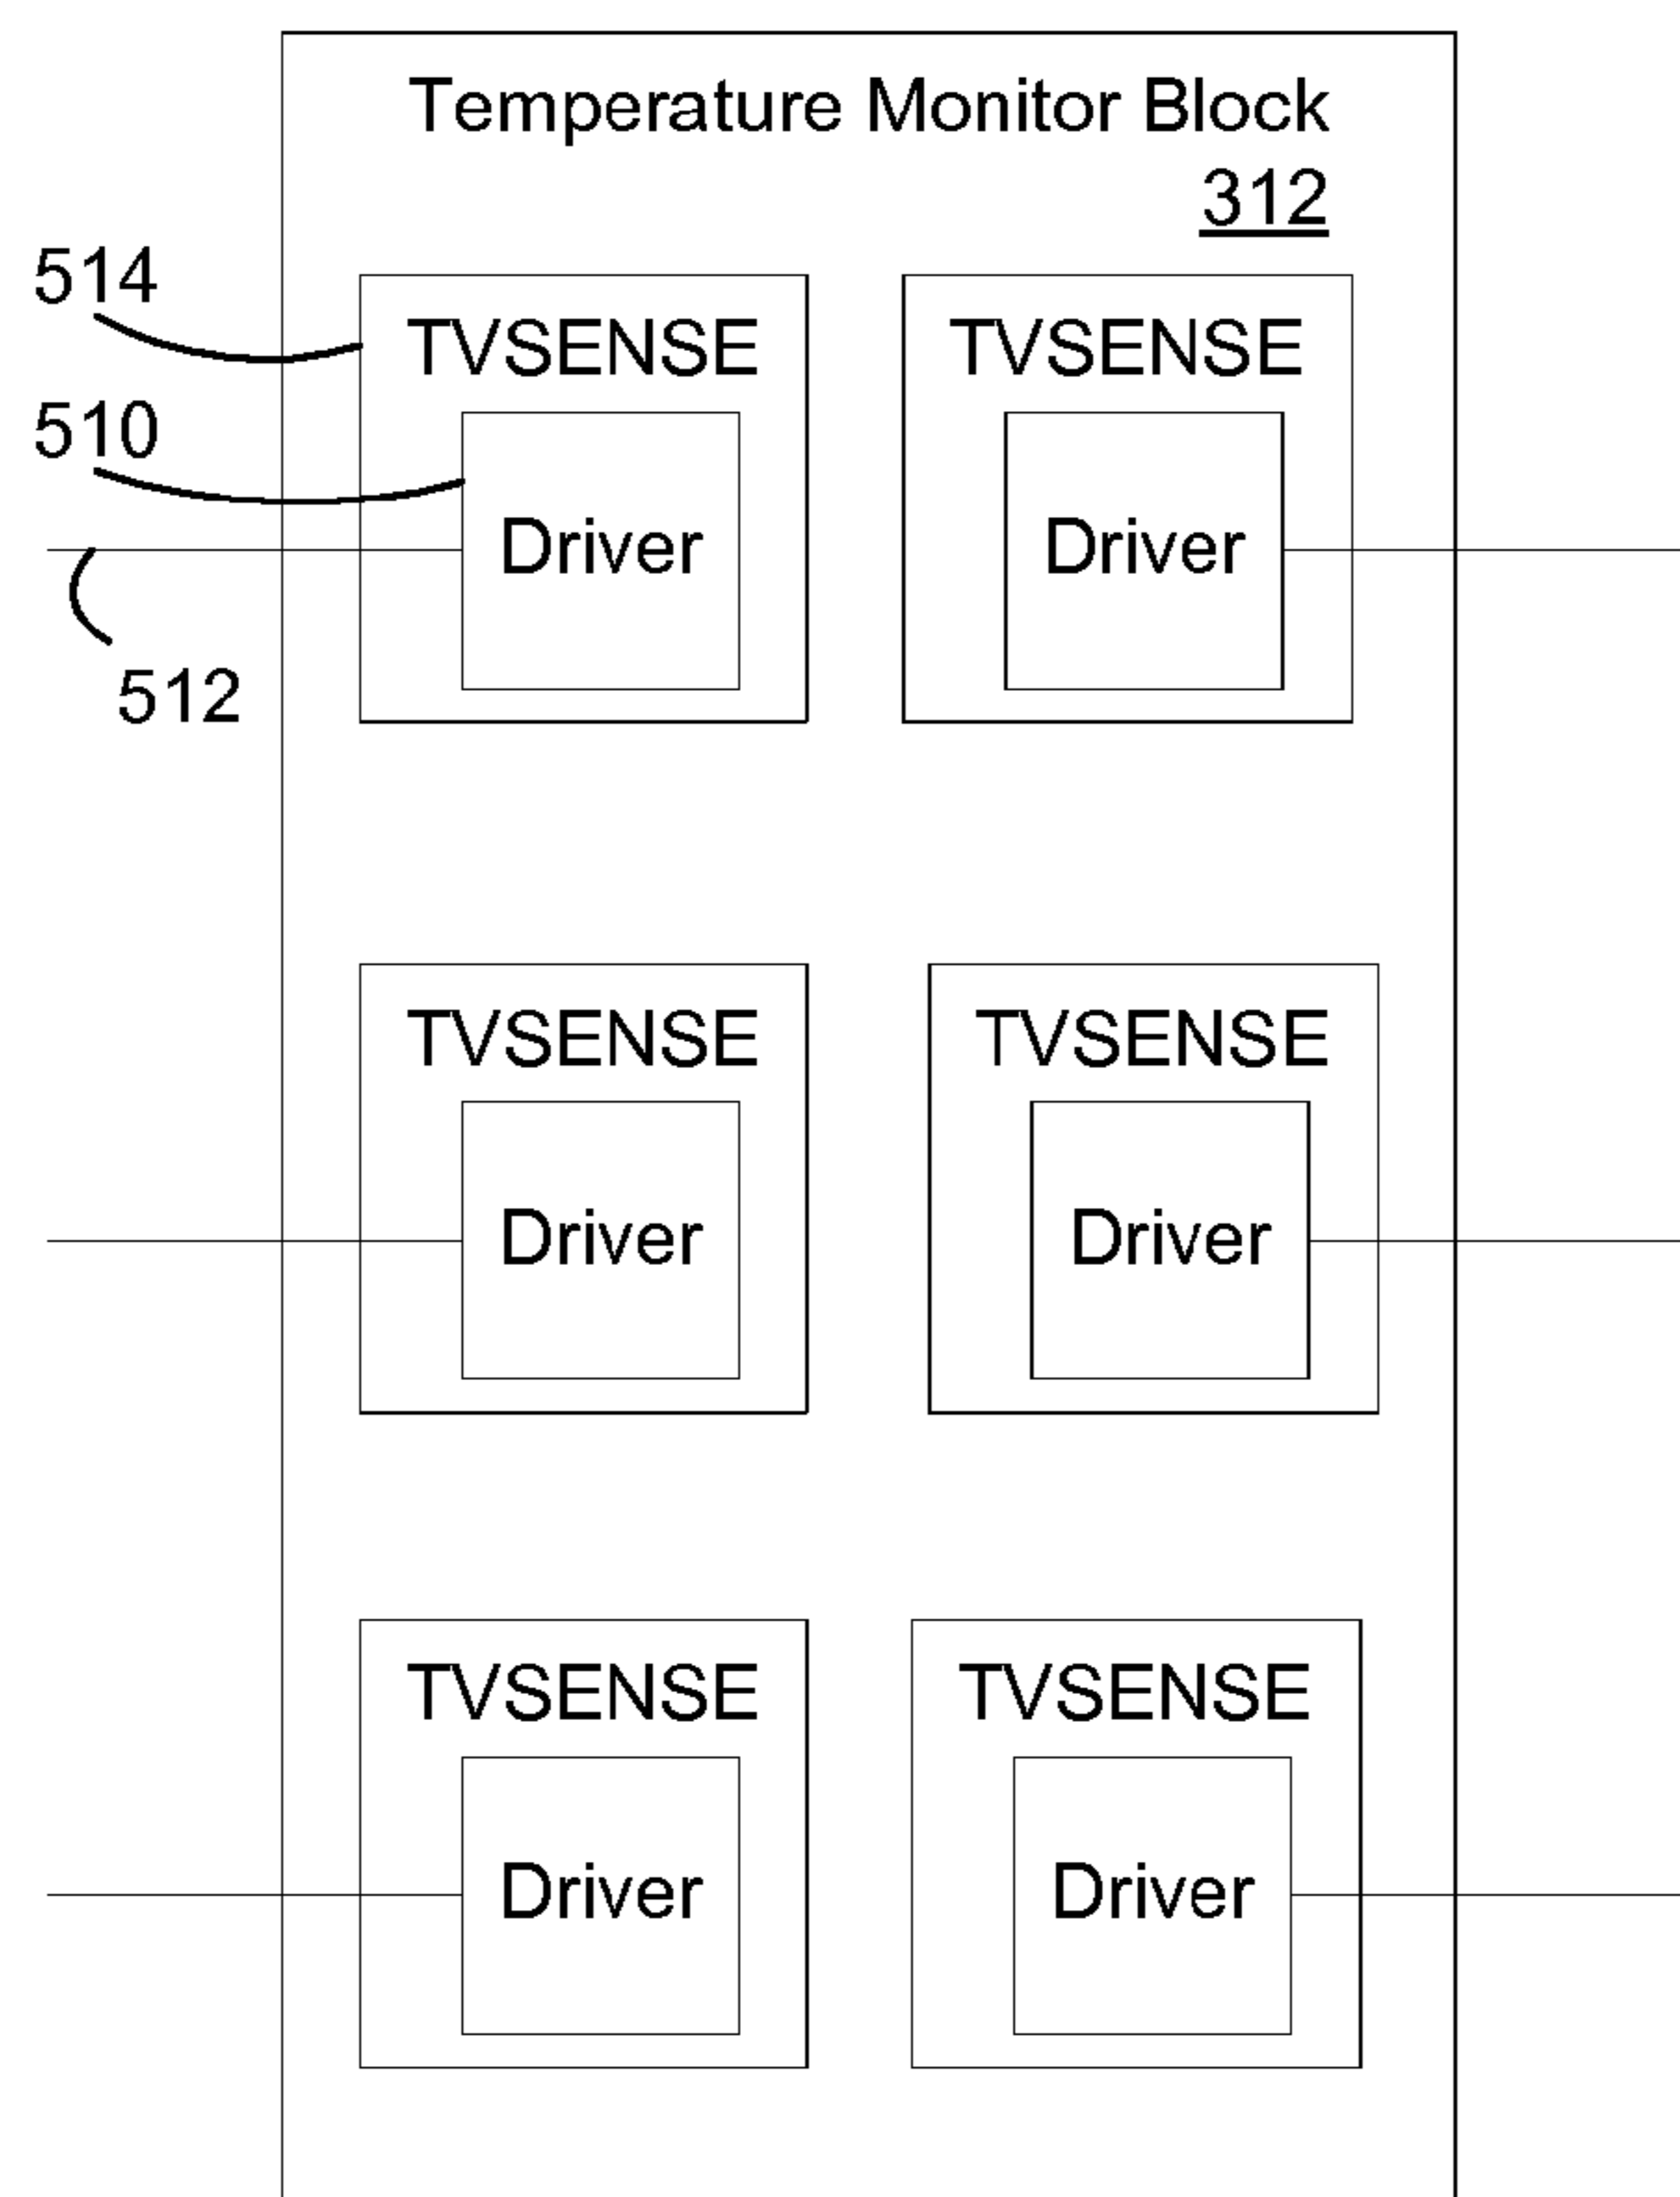 Temperature Monitor Block
312
514
TVSENSE TVSENSE
510
Driver Driver
512
TVSENSE TVSENSE
Driver Driver
TVSENSE TVSENSE
Driver Driver